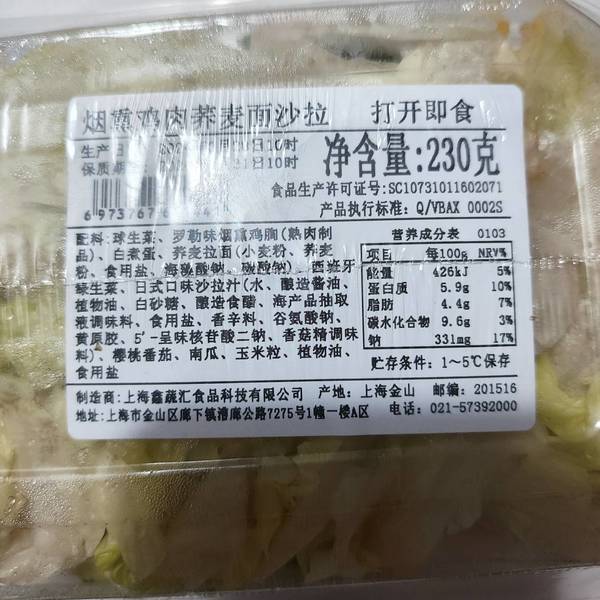 烟熏鸡肉荞麦面沙拉 打开即食
生产日 日10时
保质期 21日10时
净含量:230克
食品生产许可证号:SC10731011602071
产品执行标准: Q/VBAX 0002S
配料:球生菜、罗勒味烟熏鸡胸(熟肉制
品)、白煮蛋、荞麦拉面(小麦粉、荞麦
粉、食用盐、海藻酸钠、碳酸钠)、西班牙
绿生菜、日式口味沙拉汁(水、酿造酱油、
植物油、白砂糖、酿造食醋、海产品抽取
液调味料、食用盐、香辛料、谷氨酸钠、
黄原胶、5'-呈味核苷酸二钠、香菇精调味
料)、樱桃番茄、南瓜、玉米粒、植物油、
食用盐
营养成分表 0103
项目 每100g NRV%
能量 426kJ 5%
蛋白质 5.9g 10%
脂肪 4.4g 7%
碳水化合物 9.6g 3%
钠 331mg 17%
贮存条件: 1~5℃保存
制造商:上海鑫蔬汇食品科技有限公司 产地: 上海金山 邮编: 201516
地址:上海市金山区廊下镇漕廊公路7275号1幢一楼A区 电话: 021-57392000